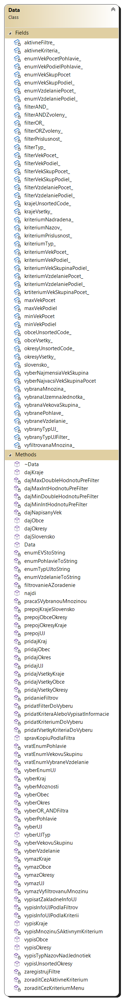 Data
Class
Fields
aktivneFiltre_
aktivneKriteria_
enumVekPocetPohlavie_
enumVekPodielPohlavie_
enumVekSkupPocet
enumVekSkupPodiel_
enumVzdelaniePocet_
enumVzdelaniePodiel_
filterAND_
filterANDZvoleny_
filterOR_
filterORZvoleny_
filterPrislusnost_
filterTyp_
filterVekPocet_
filterVekPodiel_
filterVekSkupPocet_
filterVekSkupPodiel_
filterVzdelaniePocet_
filterVzdelaniePodiel_
krajeUnsortedCode_
krajeVsetky_
kriteriumNadradena_
kriteriumNazov_
kriteriumPrislusnost_
kriteriumTyp_
kriteriumVekPocet_
kriteriumVekPodiel_
kriteriumVekSkupinaPodiel_
kriteriumVzdelaniePocet_
kriteriumVzdelaniePodiel_
krtiteriumVekSkupinaPocet_
maxVekPocet
maxVekPodiel
minVekPocet
minVekPodiel
obceUnsortedCode_
obceVsetky_
okresyUnsortedCode_
okresyVsetky_
slovensko_
vyberNajmensiaVekSkupina
vyberNajvacsiVekSkupinaPocet
vybranaMnozina_
vybranaUzemnaJednotka_
vybranaVekovaSkupina_
vybranePohlave_
vybraneVzdelanie_
vybranyTypUJ_
vybranyTypUJFilter_
vyfiltrovanaMnozina_
Methods
~Data
dajKraje
dajMaxDoubleHodnotuPreFilter
dajMaxIntHodnotuPreFilter
dajMinDoubleHodnotuPreFilter
dajMinIntHodnotuPreFilter
dajNapisanyVek
dajObce
dajOkresy
dajSlovensko
Data
enumEVStoString
enumPohlavieToString
enumTypUJtoString
enumVzdelanieToString
filtrovanieAZoradenie
najdi
pracaSVybranouMnozinou
prepojKrajeSlovensko
prepojObceOkresy
prepojOkresyKraje
prepojUJ
pridajKraj
pridajObec
pridajOkres
pridajUJ
pridajVsetkyKraje
pridajVsetkyObce
pridajVsetkyOkresy
pridanieFiltrov
pridatFilterDoVyberu
pridatKriteraAleboVypisatInformacie
pridatKriteriumDoVyberu
pridatVsetkyKriteriaDoVyberu
spravKopiuPodlaFiltra
vratEnumPohlavie
vratEnumVekovuSkupinu
vratEnumVybraneVzdelanie
vyberEnumUJ
vyberKraj
vyberMoznosti
vyberObec
vyberOkres
vyberOR_ANDFiltra
vyberPohlavie
vyberUJ
vyberUJTyp
vyberVekovuSkupinu
vyberVzdelanie
vymazKraje
vymazObce
vymazOkresy
vymazUJ
vymazVyfiltrovanuMnozinu
vypisatZakladneInfoUJ
vypisInfoUJPodlaFiltrov
vypisInfoUJPodlaKriterii
vypisKraje
vypisMnozinuSAktivnymKriterium
vypisObce
vypisOkresy
vypisTypNazovNadJednotiek
vypisUnsortedOkresy
zaregistrujFiltre
zoraditCezAktivneKriterium
zoraditCezKriteriumMenu